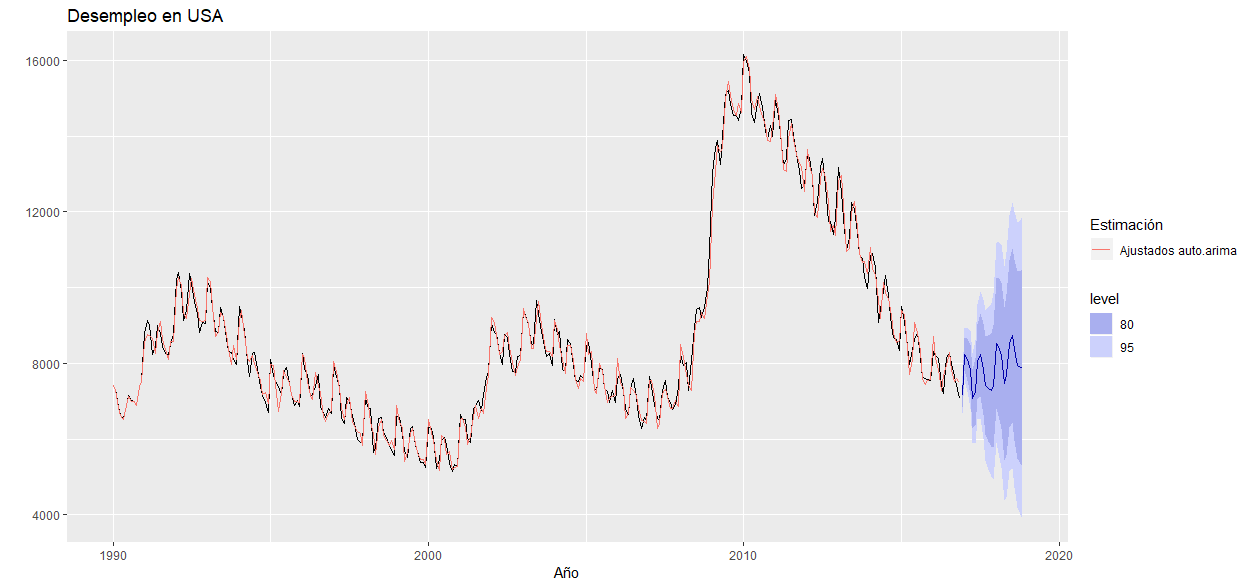 Desempleo en USA
16000
12000
8000
4000
1990
2000
2010
2020
Año
Estimación
Ajustados auto.arima
level
80
95